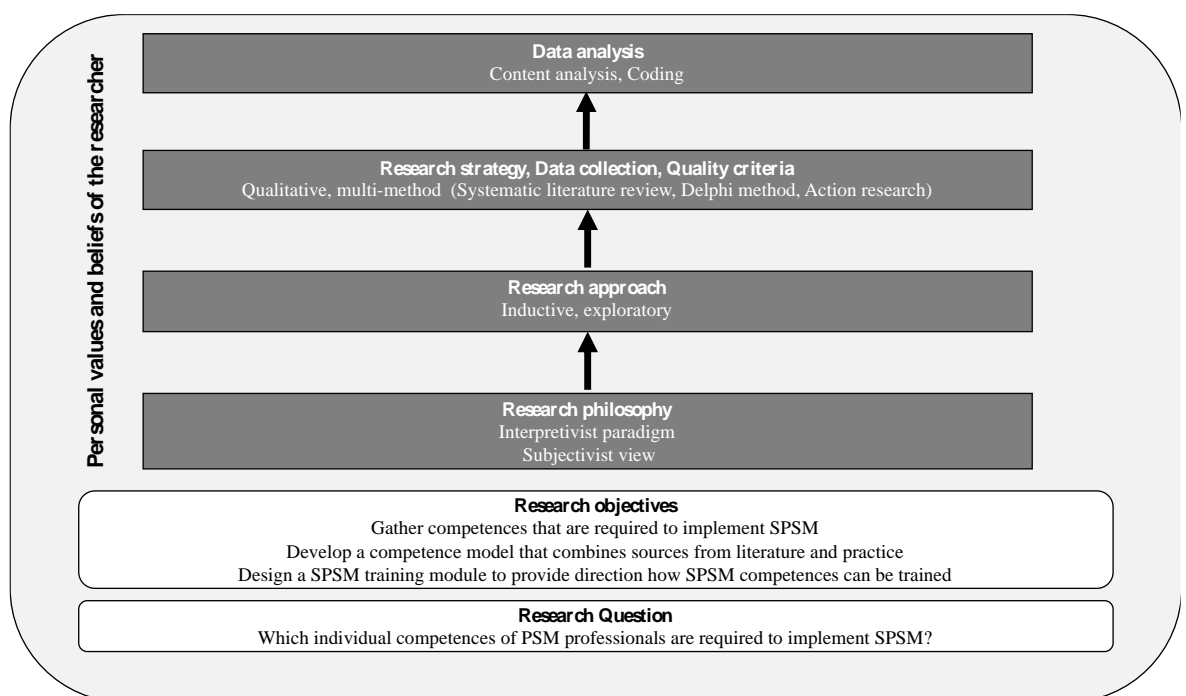 Personal values and beliefs of the researcher
Data analysis
Content analysis, Coding
Research strategy, Data collection, Quality criteria
Qualitative, multi-method (Systematic literature review, Delphi method, Action research)
Research approach
Inductive, exploratory
Research philosophy
Interpretivist paradigm
Subjectivist view
Research objectives
Gather competences that are required to implement SPSM
Develop a competence model that combines sources from literature and practice
Design a SPSM training module to provide direction how SPSM competences can be trained
Research Question
Which individual competences of PSM professionals are required to implement SPSM?